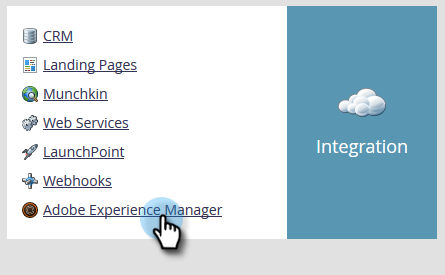 CRM
Landing Pages
Munchkin
Web Services
LaunchPoint
Webhooks
Adobe Experience Manager
Integration